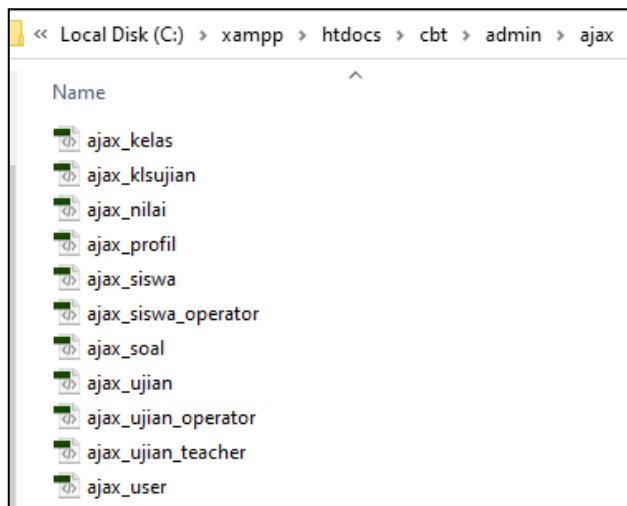 « Local Disk (C:) › xampp › htdocs › cbt › admin › ajax
Name
ajax_kelas
ajax_klsujian
ajax_nilai
ajax_profil
ajax_siswa
ajax_siswa_operator
ajax_soal
ajax_ujian
ajax_ujian_operator
ajax_ujian_teacher
ajax_user